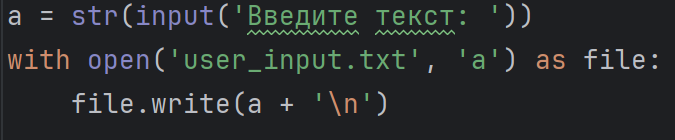 a = str(input('Введите текст: '))
with open('user_input.txt', 'a') as file:
    file.write(a + '\n')